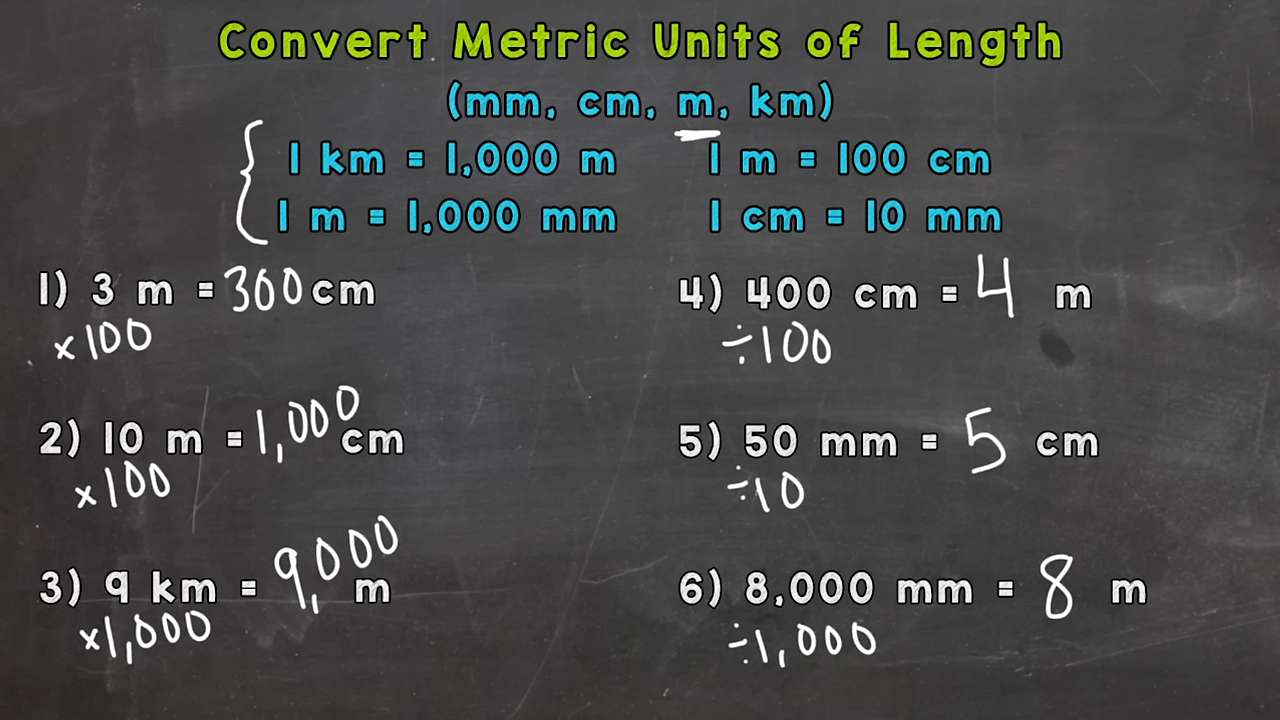 Convert Metric Units of Length
(mm, cm, m, km)
1 km = 1,000 m
1 m = 100 cm
1 m = 1,000 mm
1 cm = 10 mm
1) 3 m = 300 cm
×100
2) 10 m = 1,000 cm
×100
3) 9 km = 9,000 m
×1,000
4) 400 cm = 4 m
÷100
5) 50 mm = 5 cm
÷10
6) 8,000 mm = 8 m
÷1,000